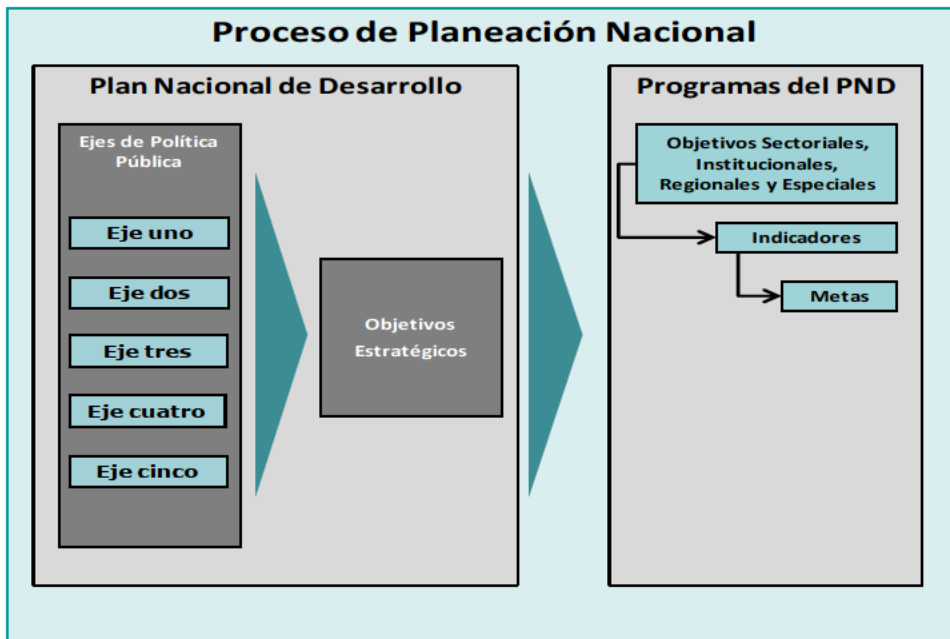 Proceso de Planeación Nacional
Plan Nacional de Desarrollo
Ejes de Política
Pública
Eje uno
Eje dos
Eje tres
Eje cuatro
Eje cinco
Objetivos
Estratégicos
Programas del PND
Objetivos Sectoriales,
Institucionales,
Regionales y Especiales
Indicadores
Metas